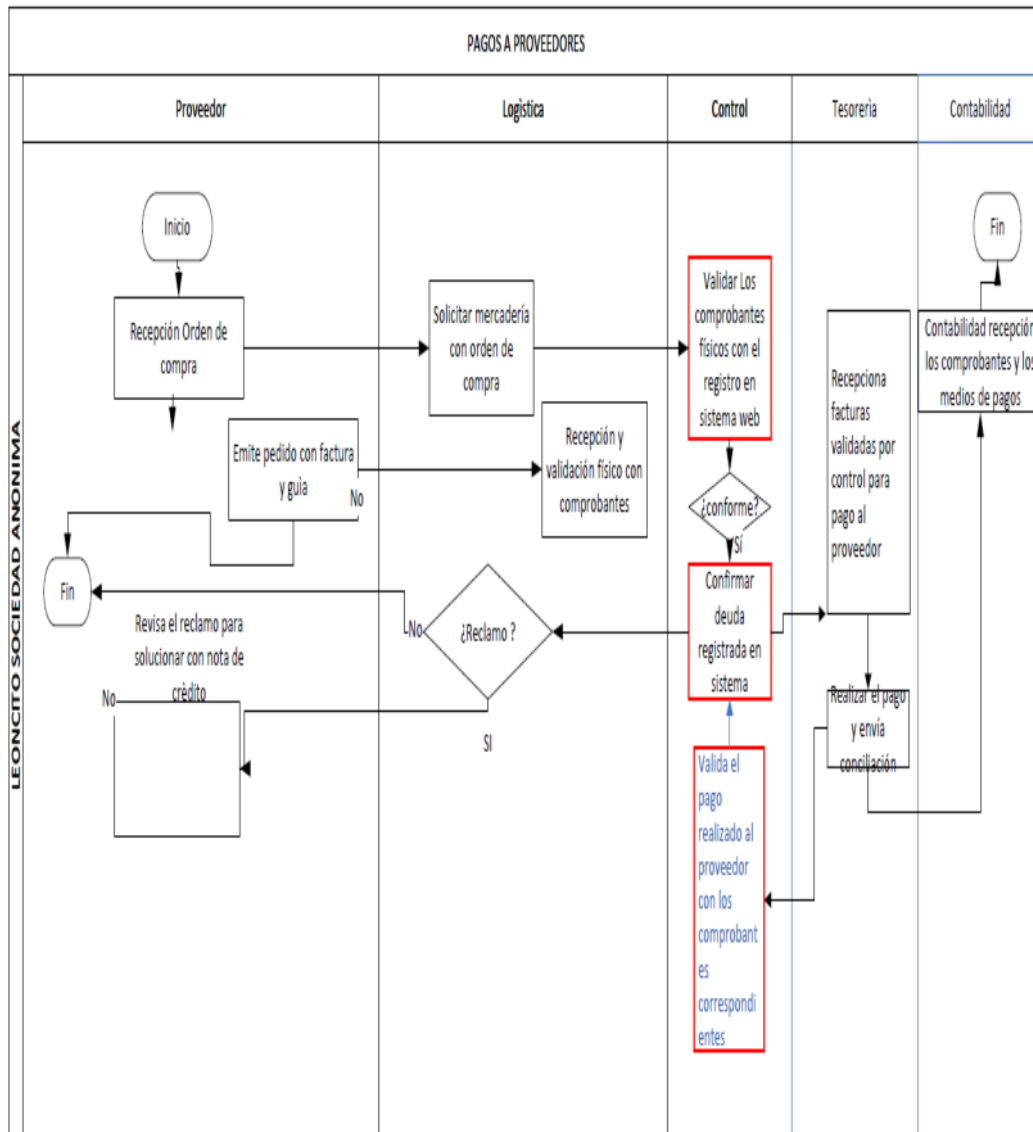 PAGOS A PROVEEDORES
LEONCITO SOCIEDAD ANONIMA
Proveedor
Logìstica
Control
Tesorerìa
Contabilidad
Inicio
Recepción Orden de
compra
Emite pedido con factura
y guìa
No
Fin
Revisa el reclamo para
solucionar con nota de
crèdito
No
Solicitar mercadería
con orden de
compra
Recepción y
validación físico con
comprobantes
¿Reclamo ?
No
SI
Validar Los
comprobantes
físicos con el
registro en
sistema web
¿conforme?
Sí
Confirmar
deuda
registrada en
sistema
Valida el
pago
realizado al
proveedor
con los
comprobant
es
correspondi
entes
Recepciona
facturas
validadas por
control para
pago al
proveedor
Realizar el pago
y envía
conciliación
Fin
Contabilidad recepción
los comprobantes y los
medios de pagos